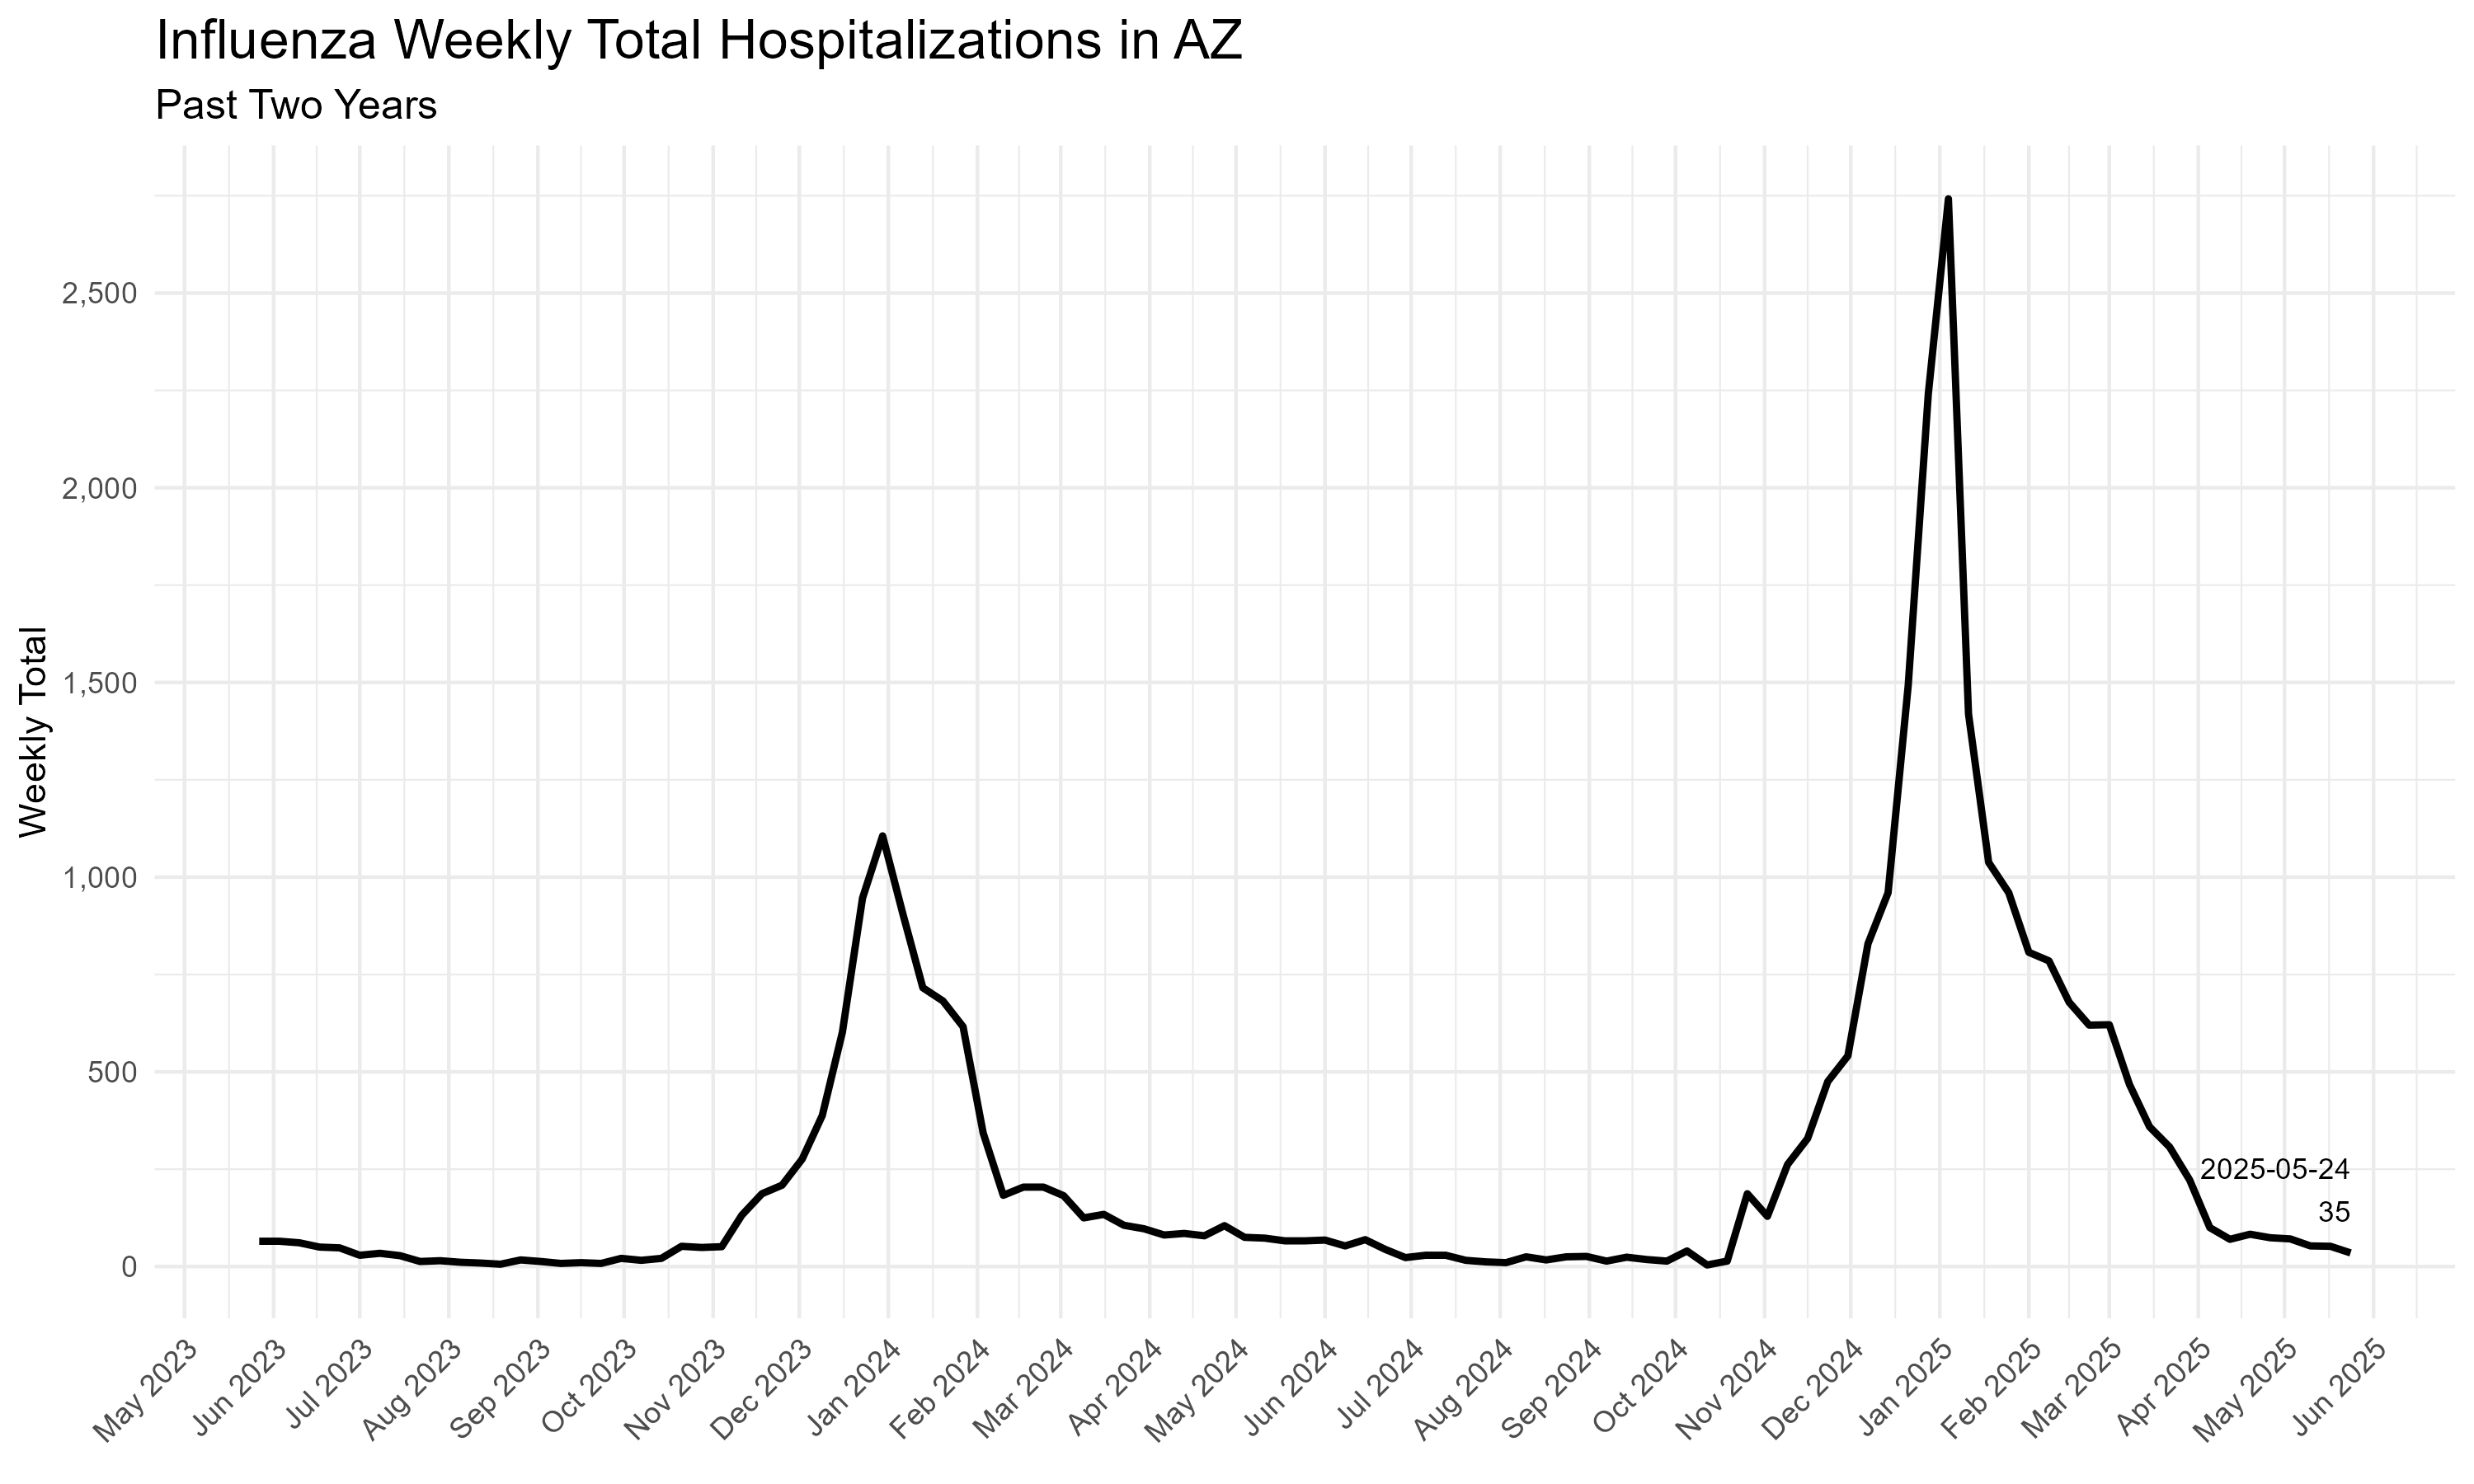 Influenza Weekly Total Hospitalizations in AZ
Past Two Years
Weekly Total
2,500
2,000
1,500
1,000
500
0
2025-05-24
35
May 2023
Jun 2023
Jul 2023
Aug 2023
Sep 2023
Oct 2023
Nov 2023
Dec 2023
Jan 2024
Feb 2024
Mar 2024
Apr 2024
May 2024
Jun 2024
Jul 2024
Aug 2024
Sep 2024
Oct 2024
Nov 2024
Dec 2024
Jan 2025
Feb 2025
Mar 2025
Apr 2025
May 2025
Jun 2025